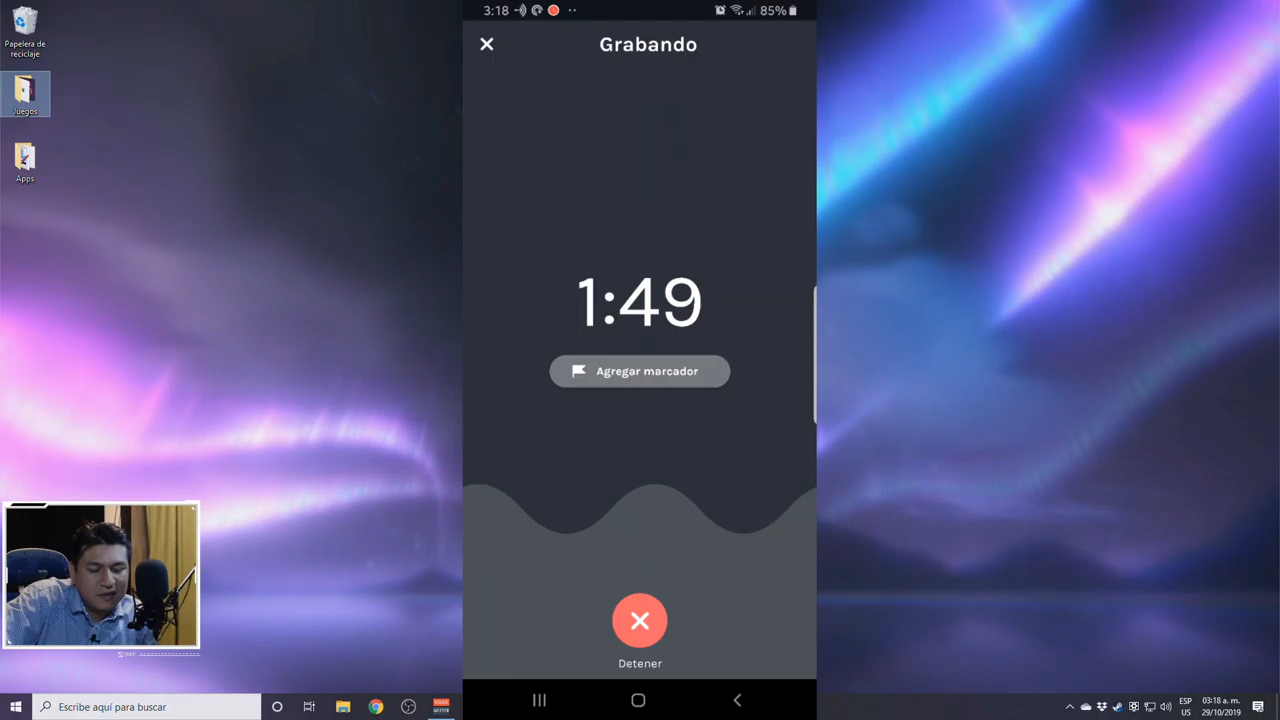 Papelera de
reciclaje
Juegos
Apps
3:18
85%
Grabando
1:49
Agregar marcador
Detener
Escribe aquí para buscar
ESP
US
03:18 a. m.
29/10/2019